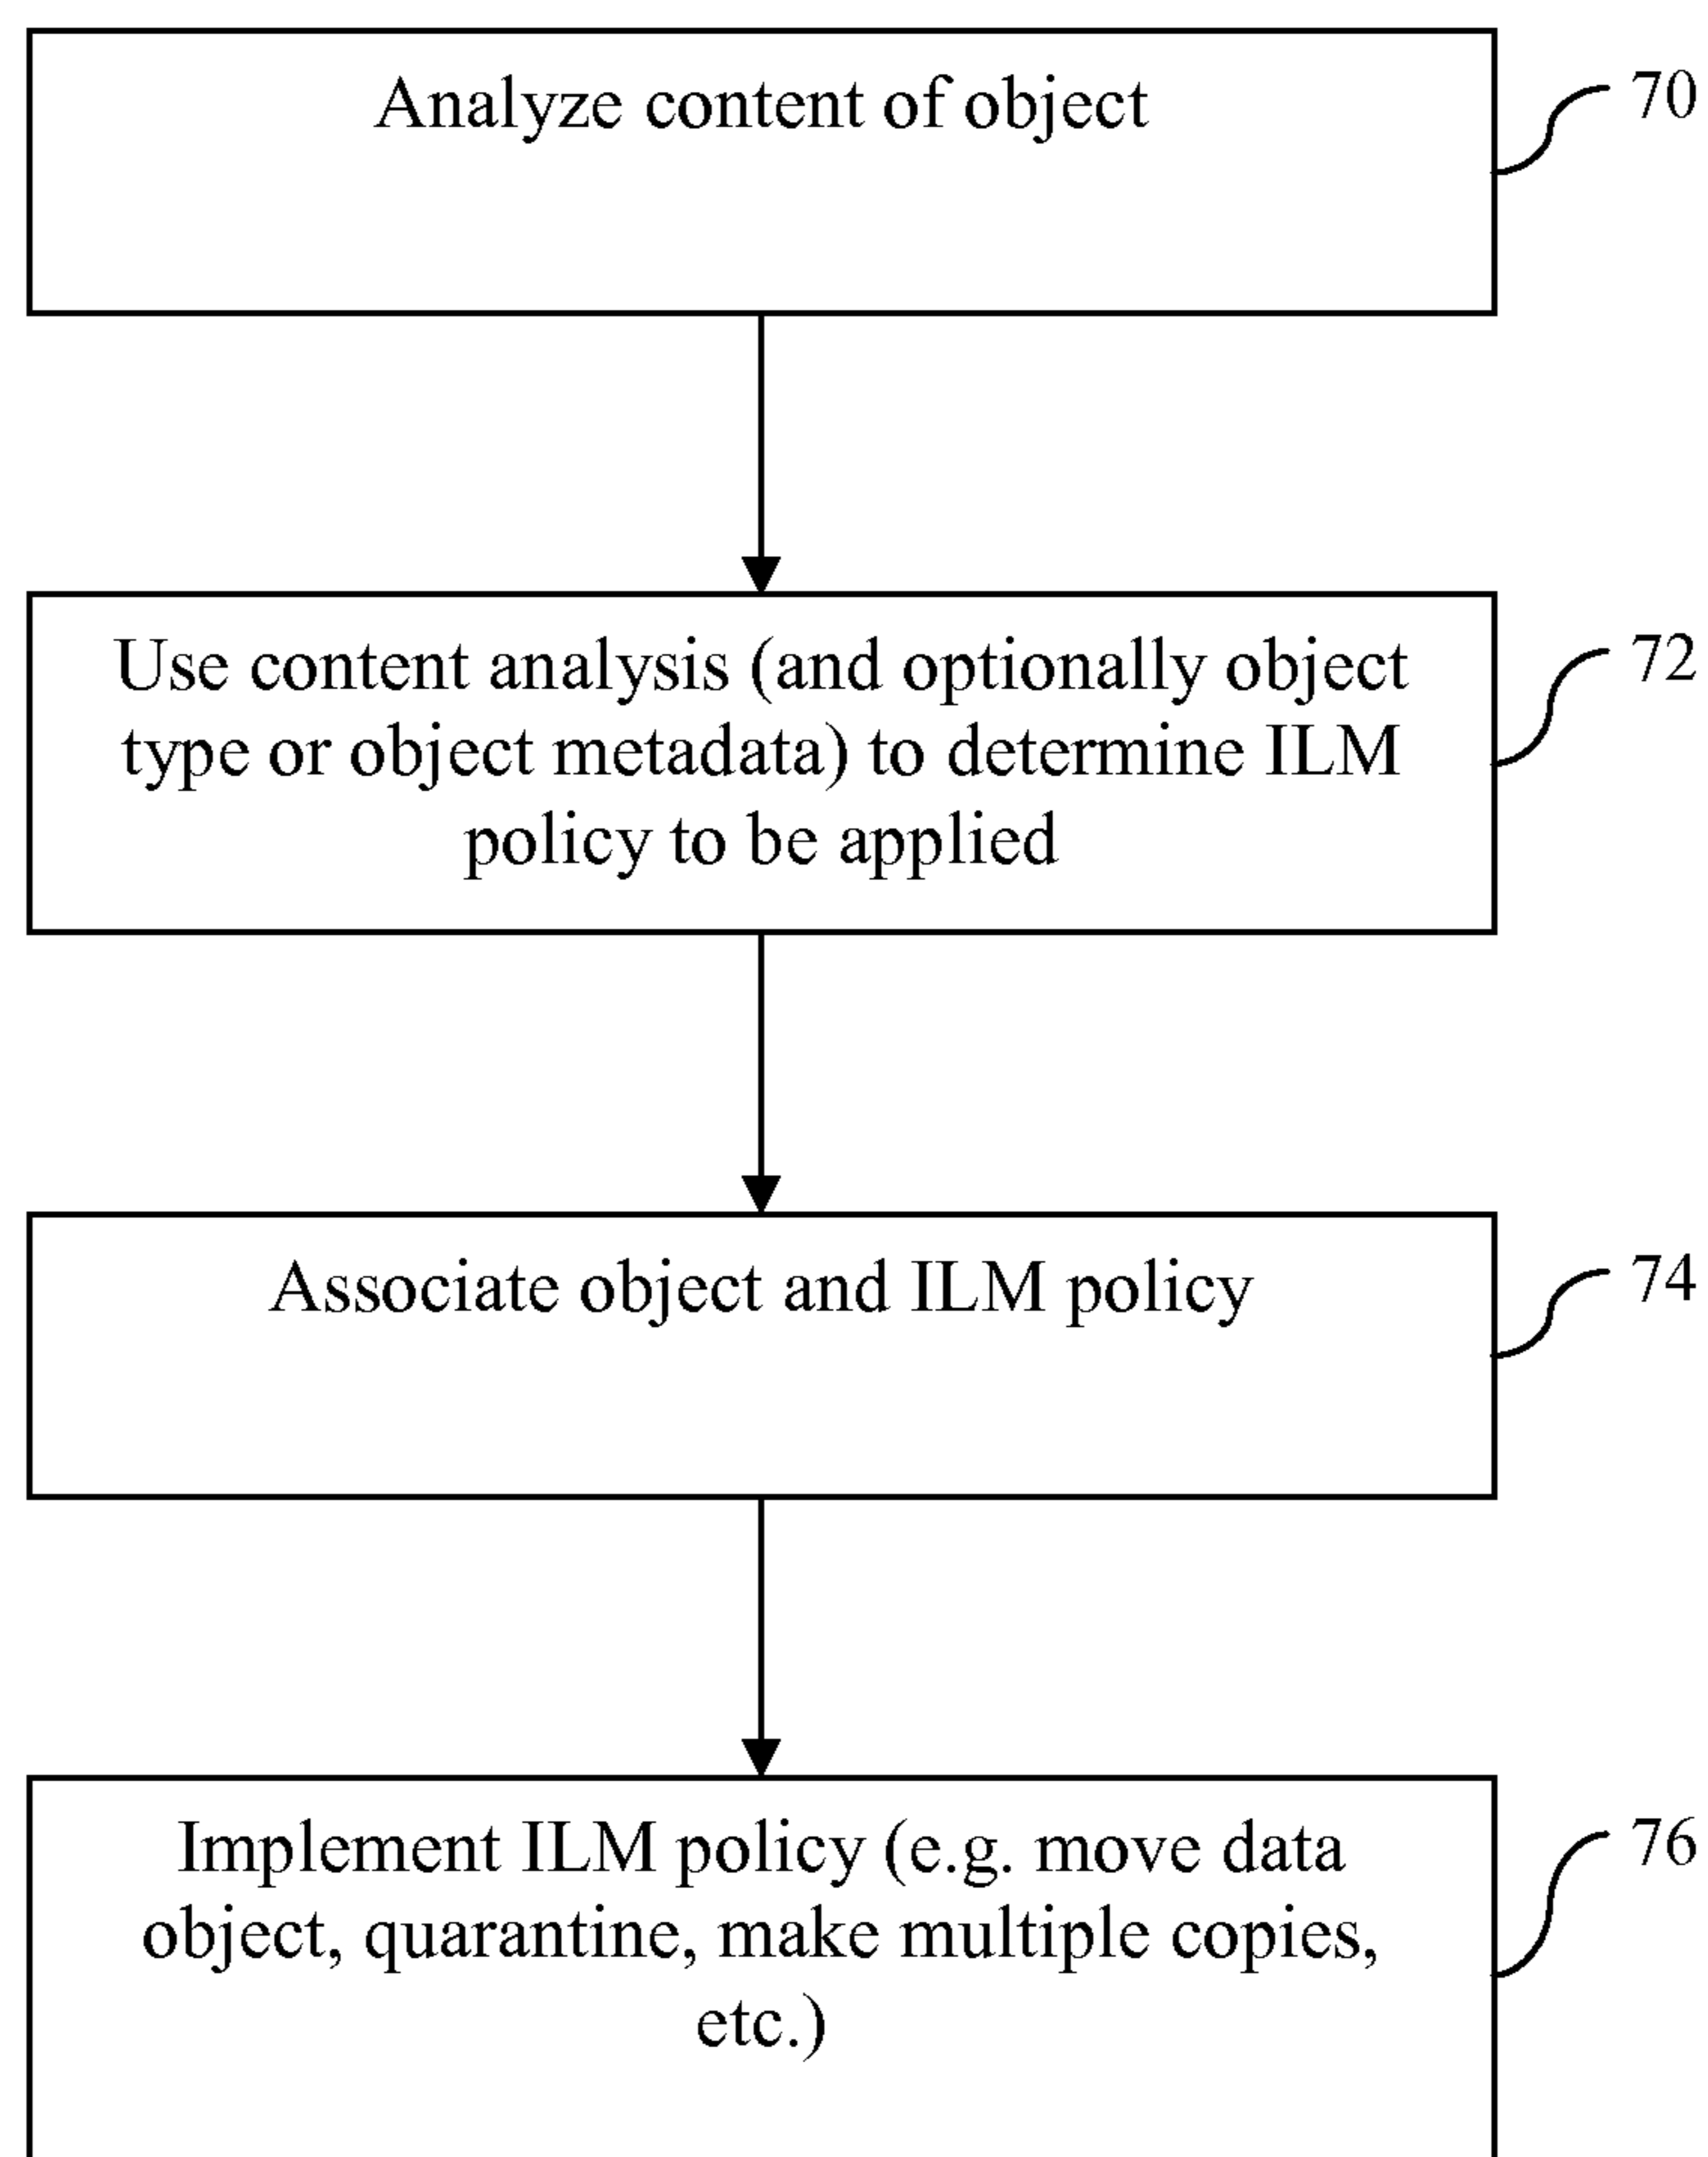 Analyze content of object
70
Use content analysis (and optionally object
type or object metadata) to determine ILM
policy to be applied
72
Associate object and ILM policy
74
Implement ILM policy (e.g. move data
object, quarantine, make multiple copies,
etc.)
76